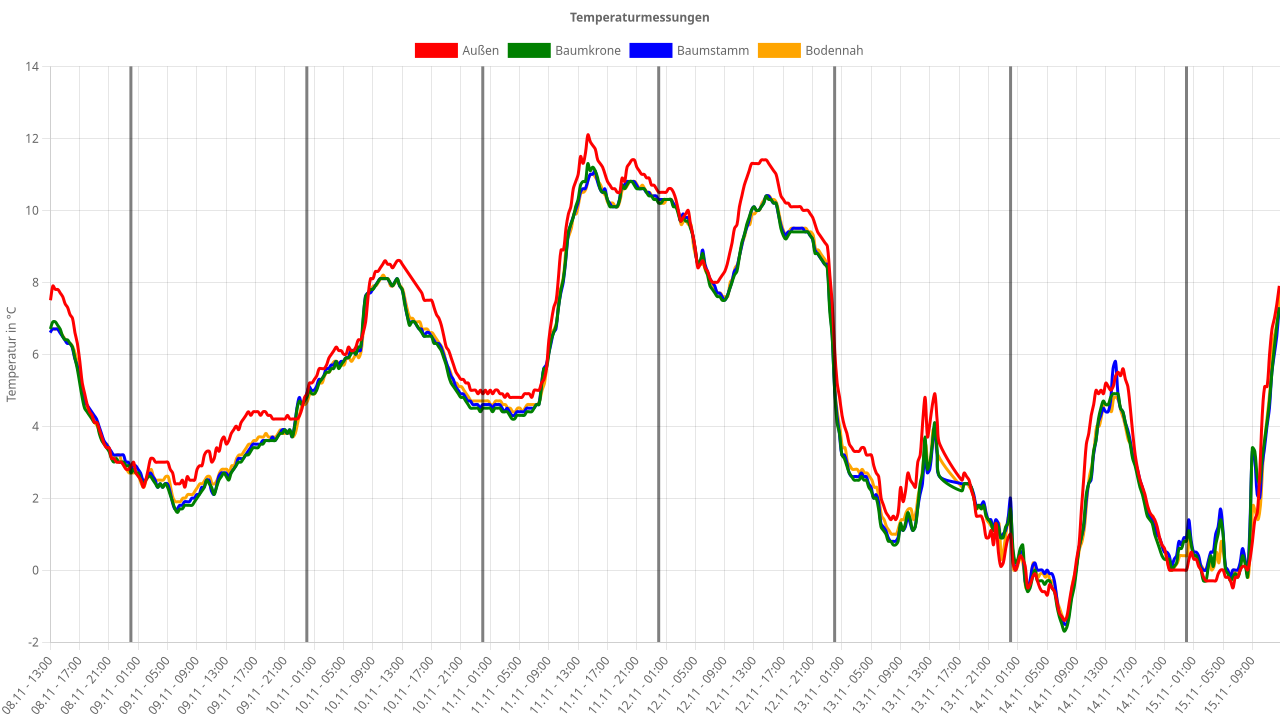 Temperaturmessungen
Außen Baumkrone Baumstamm Bodennah
Temperatur in °C
14
12
10
8
6
4
2
0
-2
08.11 - 13:00
08.11 - 17:00
08.11 - 21:00
09.11 - 01:00
09.11 - 05:00
09.11 - 09:00
09.11 - 13:00
09.11 - 17:00
09.11 - 21:00
10.11 - 01:00
10.11 - 05:00
10.11 - 09:00
10.11 - 13:00
10.11 - 17:00
10.11 - 21:00
11.11 - 01:00
11.11 - 05:00
11.11 - 09:00
11.11 - 13:00
11.11 - 17:00
11.11 - 21:00
12.11 - 01:00
12.11 - 05:00
12.11 - 09:00
12.11 - 13:00
12.11 - 17:00
12.11 - 21:00
13.11 - 01:00
13.11 - 05:00
13.11 - 09:00
13.11 - 13:00
13.11 - 17:00
13.11 - 21:00
14.11 - 01:00
14.11 - 05:00
14.11 - 09:00
14.11 - 13:00
14.11 - 17:00
14.11 - 21:00
15.11 - 01:00
15.11 - 05:00
15.11 - 09:00